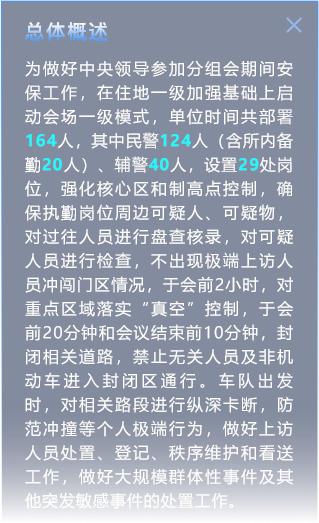 总体概述
为做好中央领导参加分组会期间安
保工作，在住地一级加强基础上启
动会场一级模式，单位时间共部署
164人，其中民警124人（含所内备
勤20人）、辅警40人，设置29处岗
位，强化核心区和制高点控制，确
保执勤岗位周边可疑人、可疑物，
对过往人员进行盘查核录，对可疑
人员进行检查，不出现极端上访人
员冲闯门区情况，于会前2小时，对
重点区域落实“真空”控制，于会
前20分钟和会议结束前10分钟，封
闭相关道路，禁止无关人员及非机
动车进入封闭区通行。车队出发
时，对相关路段进行纵深卡断，防
范冲撞等个人极端行为，做好上访
人员处置、登记、秩序维护和看送
工作，做好大规模群体性事件及其
他突发敏感事件的处置工作。